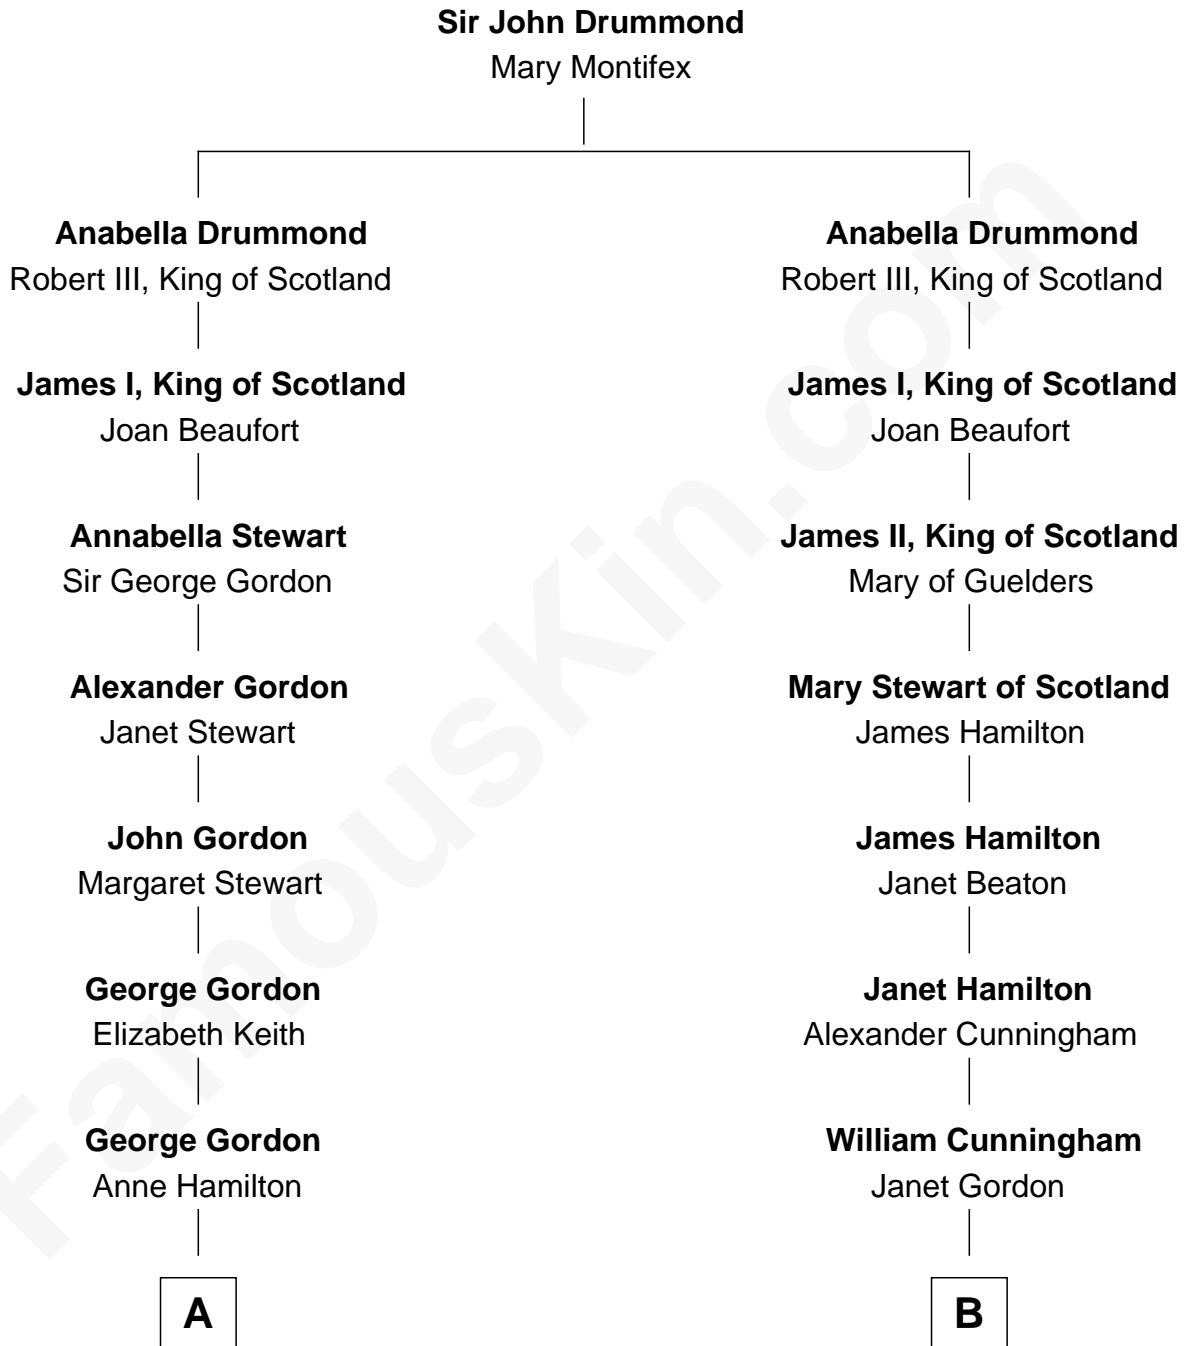 Sir John Drummond
Mary Montifex
Anabella Drummond
Robert III, King of Scotland
James I, King of Scotland
Joan Beaufort
Annabella Stewart
Sir George Gordon
Alexander Gordon
Janet Stewart
John Gordon
Margaret Stewart
George Gordon
Elizabeth Keith
George Gordon
Anne Hamilton
A
Anabella Drummond
Robert III, King of Scotland
James I, King of Scotland
Joan Beaufort
James II, King of Scotland
Mary of Guelders
Mary Stewart of Scotland
James Hamilton
James Hamilton
Janet Beaton
Janet Hamilton
Alexander Cunningham
William Cunningham
Janet Gordon
B
FamousKin.com